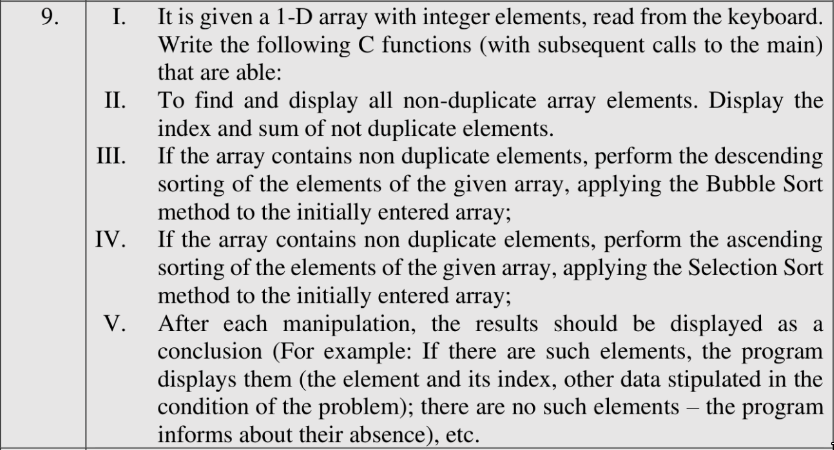 9. I. It is given a 1-D array with integer elements, read from the keyboard.
Write the following C functions (with subsequent calls to the main)
that are able:
II. To find and display all non-duplicate array elements. Display the
index and sum of not duplicate elements.
III. If the array contains non duplicate elements, perform the descending
sorting of the elements of the given array, applying the Bubble Sort
method to the initially entered array;
IV. If the array contains non duplicate elements, perform the ascending
sorting of the elements of the given array, applying the Selection Sort
method to the initially entered array;
V. After each manipulation, the results should be displayed as a
conclusion (For example: If there are such elements, the program
displays them (the element and its index, other data stipulated in the
condition of the problem); there are no such elements – the program
informs about their absence), etc.